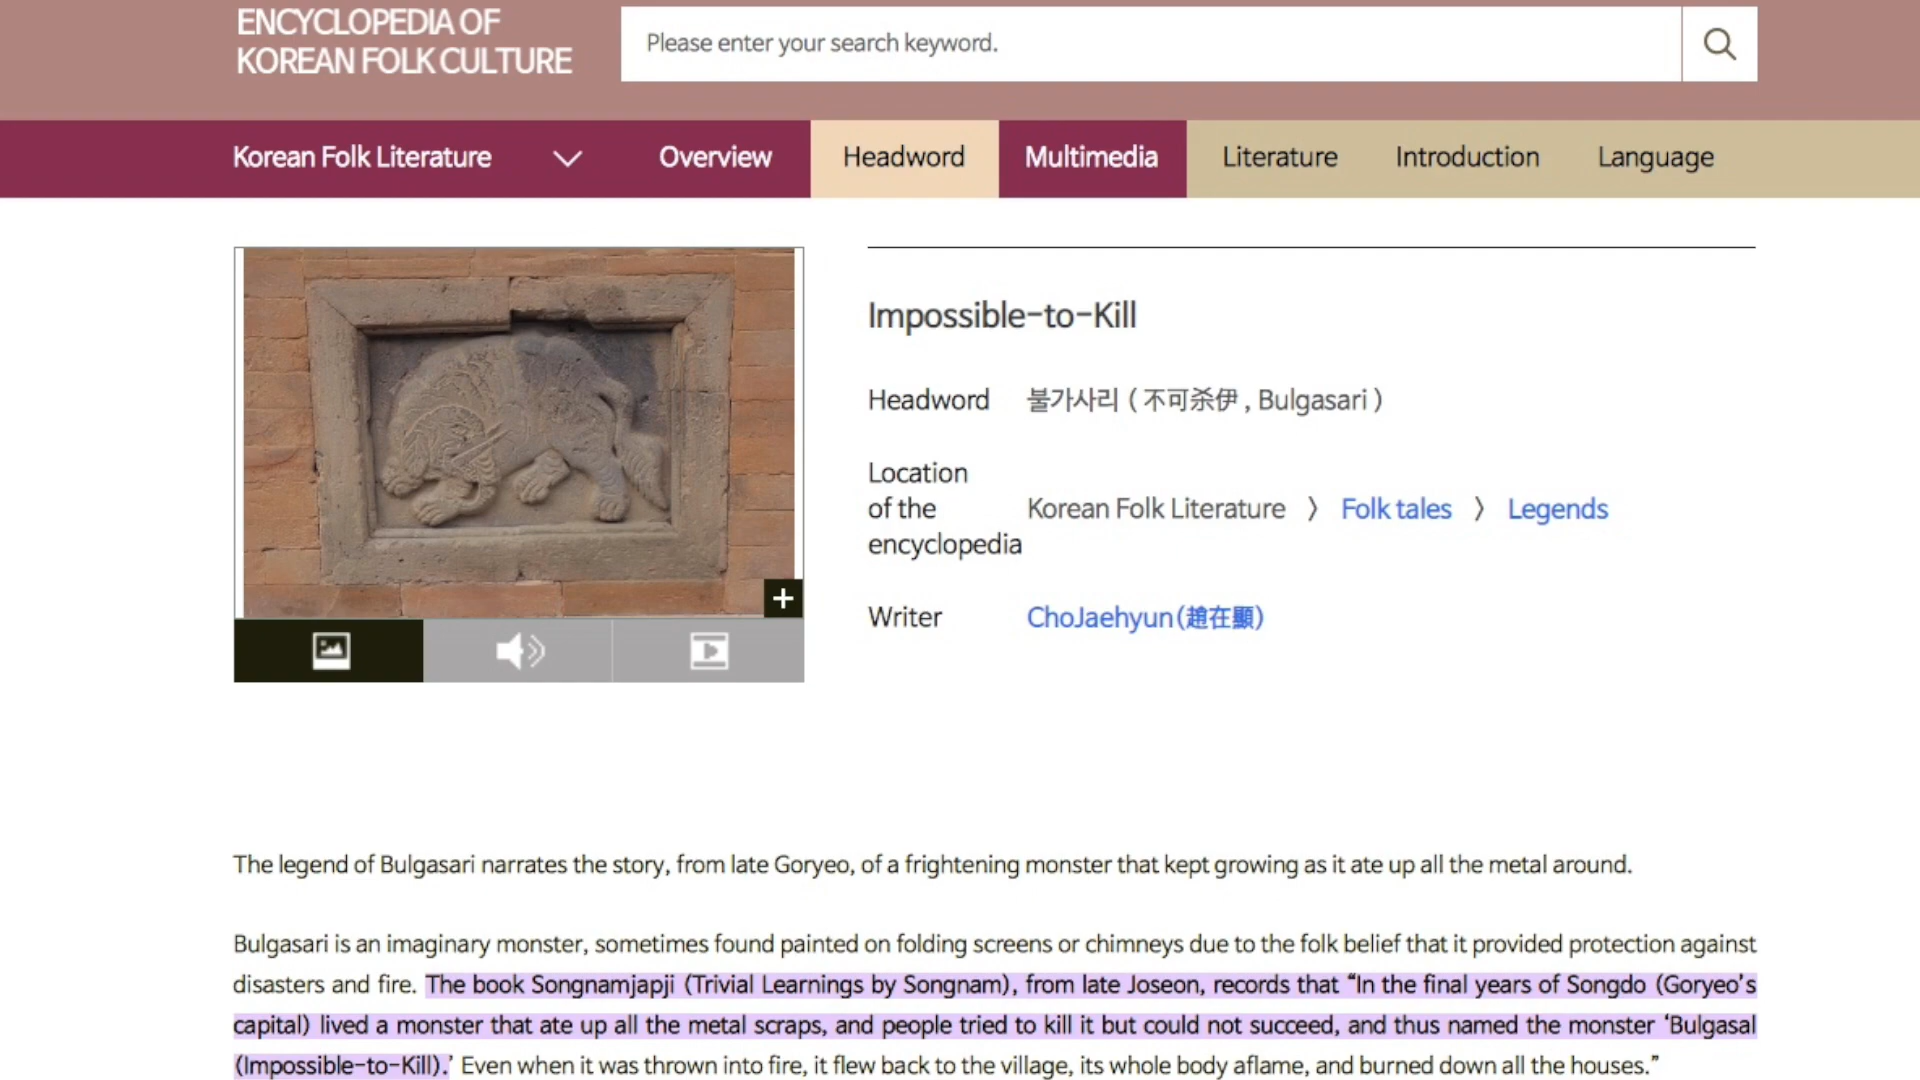 ENCYCLOPEDIA OF
KOREAN FOLK CULTURE
Please enter your search keyword.
Korean Folk Literature
Overview
Headword
Multimedia
Literature
Introduction
Language
Impossible-to-Kill
Headword 불가사리 ( 不可杀伊 , Bulgasari )
Location
of the
encyclopedia
Korean Folk Literature 〉 Folk tales 〉 Legends
Writer ChoJaehyun(趙在顯)
The legend of Bulgasari narrates the story, from late Goryeo, of a frightening monster that kept growing as it ate up all the metal around.
Bulgasari is an imaginary monster, sometimes found painted on folding screens or chimneys due to the folk belief that it provided protection against
disasters and fire. The book Songnamjapji (Trivial Learnings by Songnam), from late Joseon, records that “In the final years of Songdo (Goryeo’s
capital) lived a monster that ate up all the metal scraps, and people tried to kill it but could not succeed, and thus named the monster ‘Bulgasal
(Impossible-to-Kill).’ Even when it was thrown into fire, it flew back to the village, its whole body aflame, and burned down all the houses.”